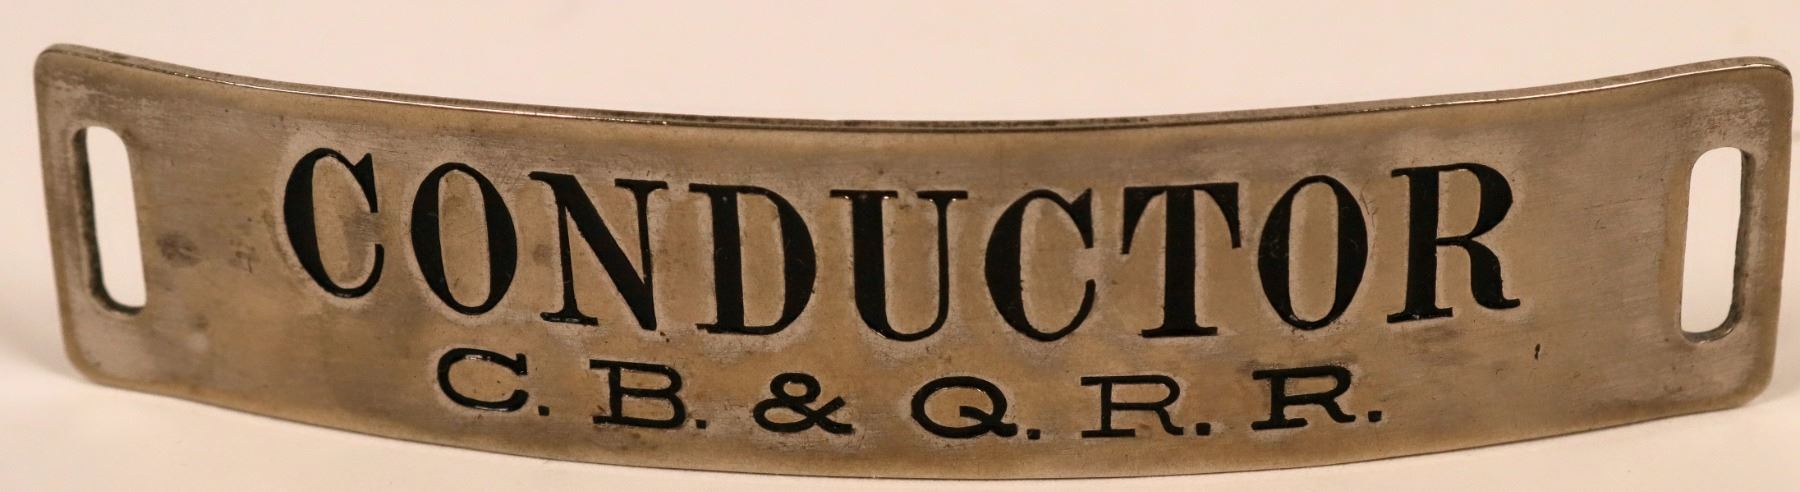 CONDUCTOR
C. B. & Q. R. R.